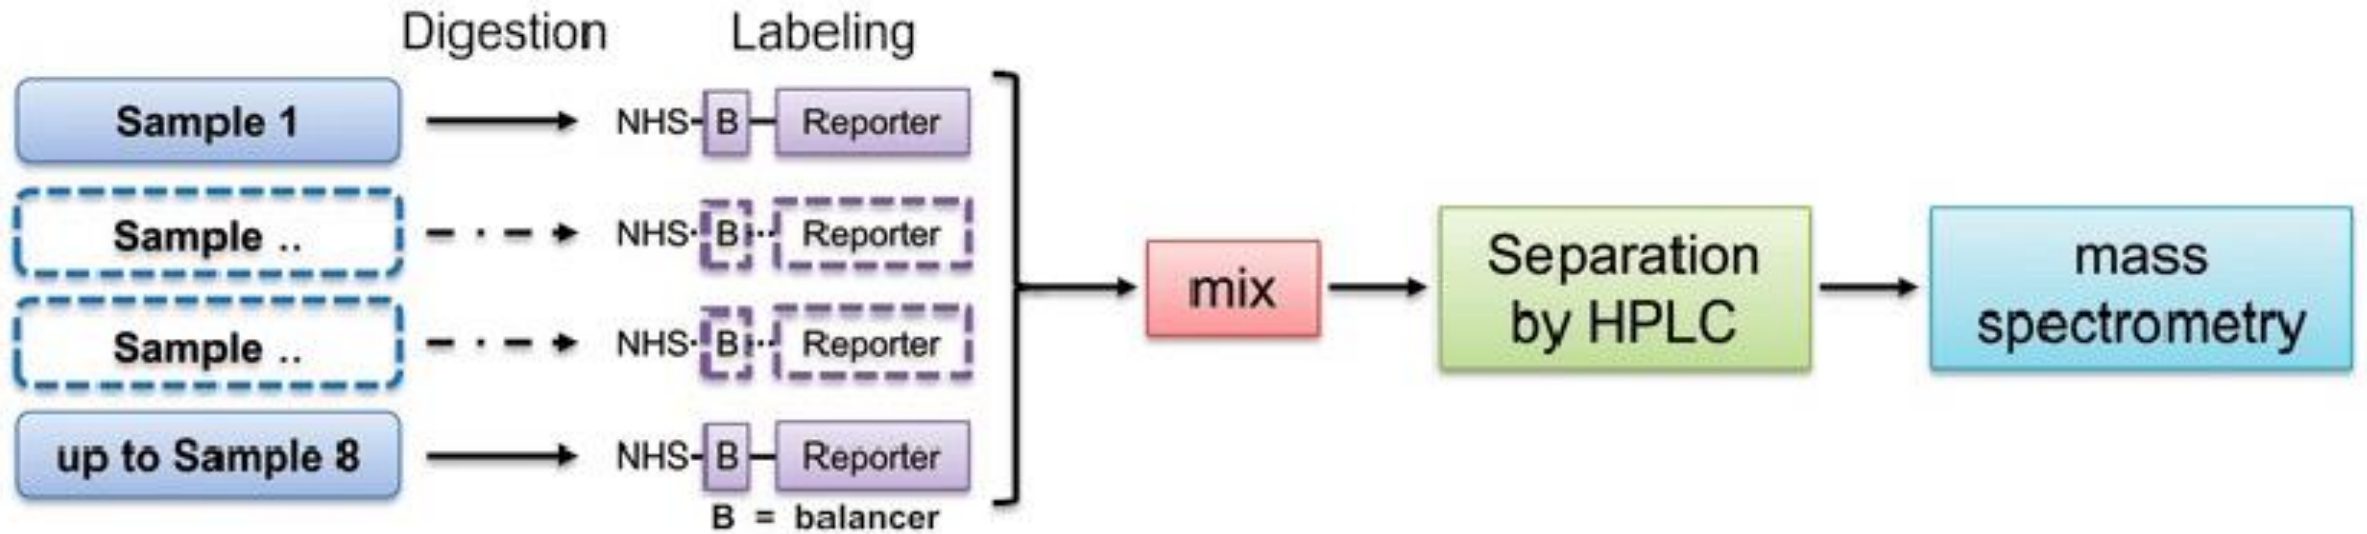 Digestion Labeling
Sample 1 NHS- B Reporter
Sample .. NHS- B Reporter
Sample .. NHS- B Reporter
up to Sample 8 NHS- B Reporter
B = balancer
mix
Separation
by HPLC
mass
spectrometry